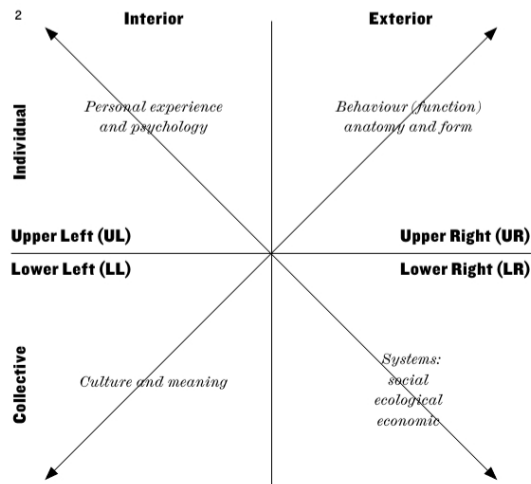 2
Interior
Exterior
Individual
Personal experience
and psychology
Behaviour (function)
anatomy and form
Upper Left (UL)
Upper Right (UR)
Lower Left (LL)
Lower Right (LR)
Collective
Culture and meaning
Systems:
social
ecological
economic